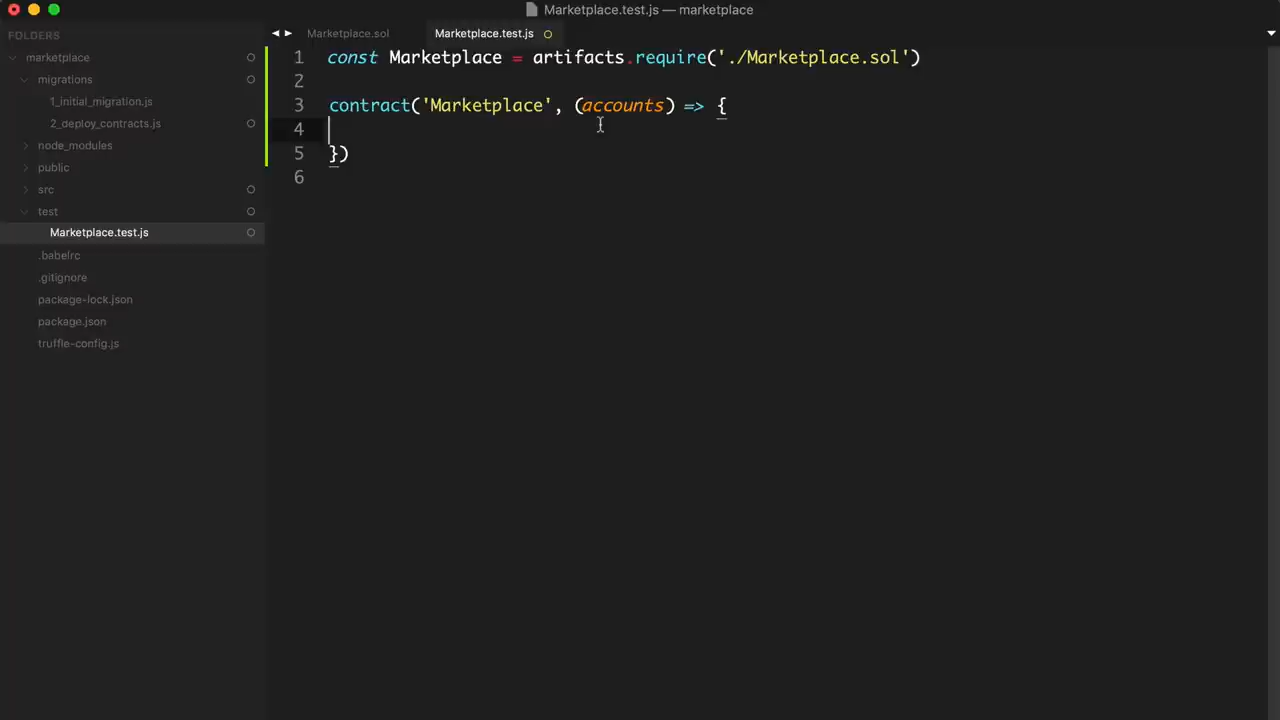 Marketplace.test.js — marketplace
FOLDERS
marketplace
migrations
1_initial_migration.js
2_deploy_contracts.js
node_modules
public
src
test
Marketplace.test.js
.babelrc
.gitignore
package-lock.json
package.json
truffle-config.js
Marketplace.sol
Marketplace.test.js
1 const Marketplace = artifacts.require('./Marketplace.sol')
2
3 contract('Marketplace', (accounts) => {
4
5 })
6